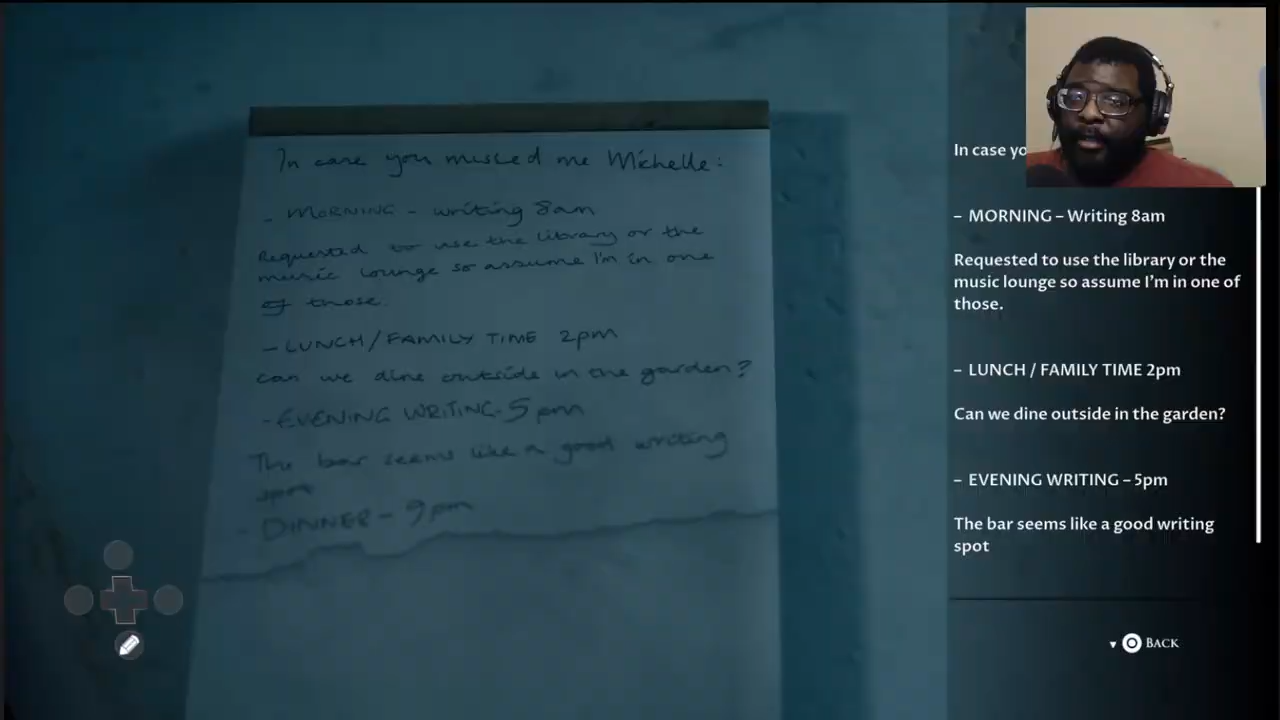 In case you missed me Michelle:
- MORNING - writing 8am
Requested to use the library or the
music lounge so assume I'm in one
of those.
- LUNCH / FAMILY TIME 2pm
can we dine outside in the garden?
- EVENING WRITING - 5pm
The bar seems like a good writing
spot
- DINNER - 9pm
In case yo
– MORNING – Writing 8am
Requested to use the library or the
music lounge so assume I'm in one of
those.
– LUNCH / FAMILY TIME 2pm
Can we dine outside in the garden?
– EVENING WRITING – 5pm
The bar seems like a good writing
spot
BACK